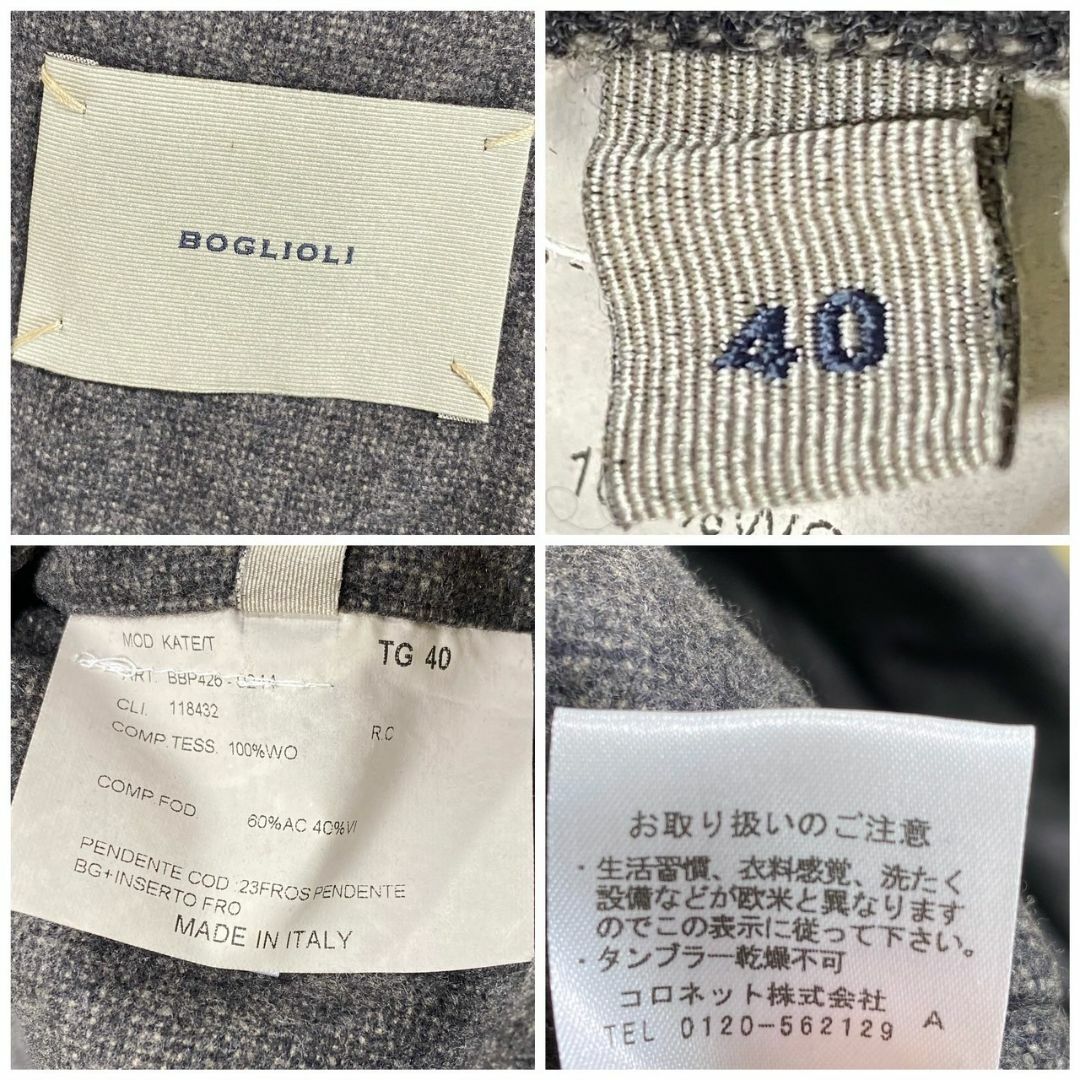 BOGLIOLI
40
MOD KATE/T
TG 40
ART. BBP426-
CLI. 118432
R.C
COMP.TESS. 100%WO
COMP.FOD.
60%AC 40%VI
PENDENTE COD :23FROS PENDENTE
BG+INSERTO FRO
MADE IN ITALY
お取り扱いのご注意
・生活習慣、衣料感覚、洗たく
設備などが欧米と異なります
のでこの表示に従って下さい。
・タンブラー乾燥不可
コロネット株式会社
TEL 0120-562129 A